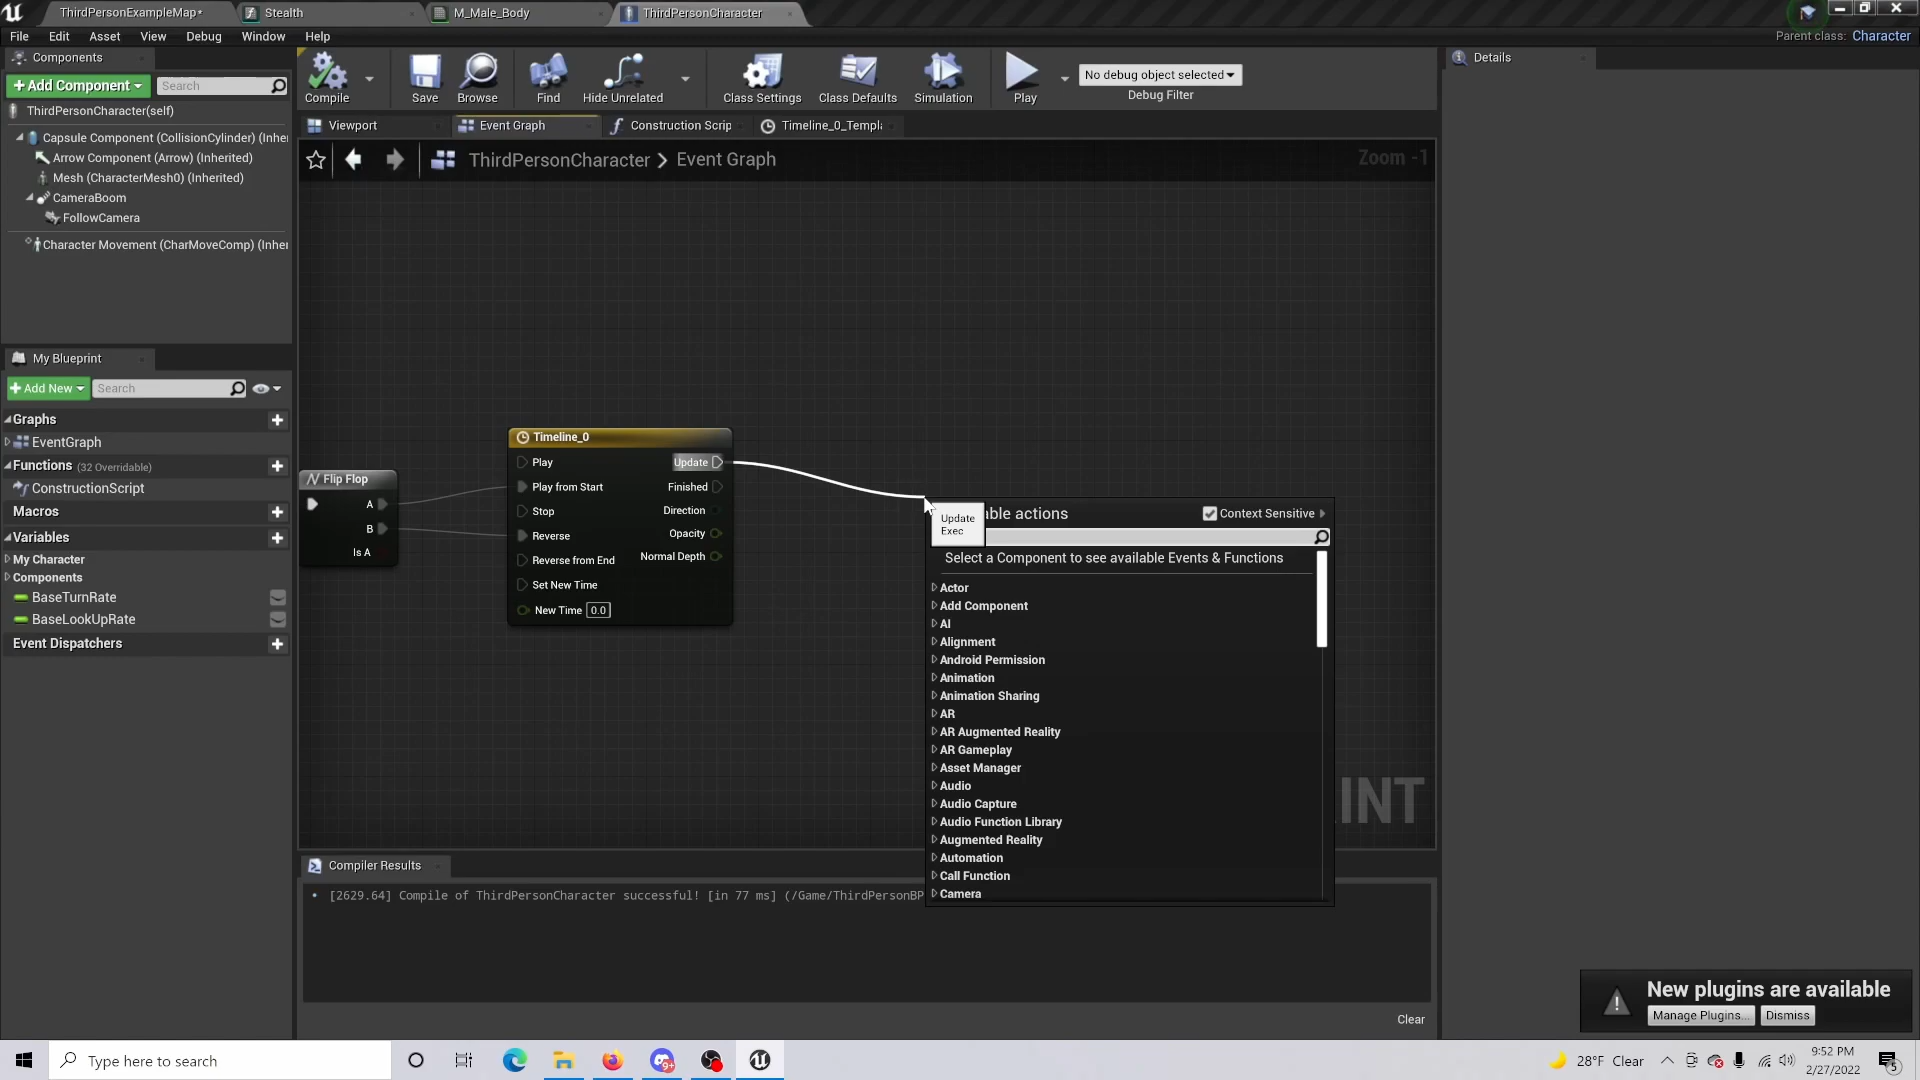 ThirdPersonExampleMap*
Stealth
M_Male_Body
ThirdPersonCharacter
File Edit Asset View Debug Window Help
Parent class: Character
Components
Details
Add Component
Search
Compile
Save
Browse
Find
Hide Unrelated
Class Settings
Class Defaults
Simulation
Play
No debug object selected
Debug Filter
ThirdPersonCharacter(self)
Capsule Component (CollisionCylinder) (Inhe
Arrow Component (Arrow) (Inherited)
Mesh (CharacterMesh0) (Inherited)
CameraBoom
FollowCamera
Character Movement (CharMoveComp) (Inhe
Viewport
Event Graph
Construction Scrip
Timeline_0_Templ
ThirdPersonCharacter > Event Graph
Zoom -1
My Blueprint
Add New
Search
Graphs
EventGraph
Functions (32 Overridable)
ConstructionScript
Macros
Variables
My Character
Components
BaseTurnRate
BaseLookUpRate
Event Dispatchers
Flip Flop
A
B
Is A
Timeline_0
Play
Play from Start
Stop
Reverse
Reverse from End
Set New Time
New Time 0.0
Update
Finished
Direction
Opacity
Normal Depth
Update
Exec
able actions
Context Sensitive
Select a Component to see available Events & Functions
Actor
Add Component
AI
Alignment
Android Permission
Animation
Animation Sharing
AR
AR Augmented Reality
AR Gameplay
Asset Manager
Audio
Audio Capture
Audio Function Library
Augmented Reality
Automation
Call Function
Camera
INT
Compiler Results
[2629.64] Compile of ThirdPersonCharacter successful! [in 77 ms] (/Game/ThirdPersonBP
Clear
New plugins are available
Manage Plugins...
Dismiss
Type here to search
9+
28°F Clear
9:52 PM
2/27/2022
5